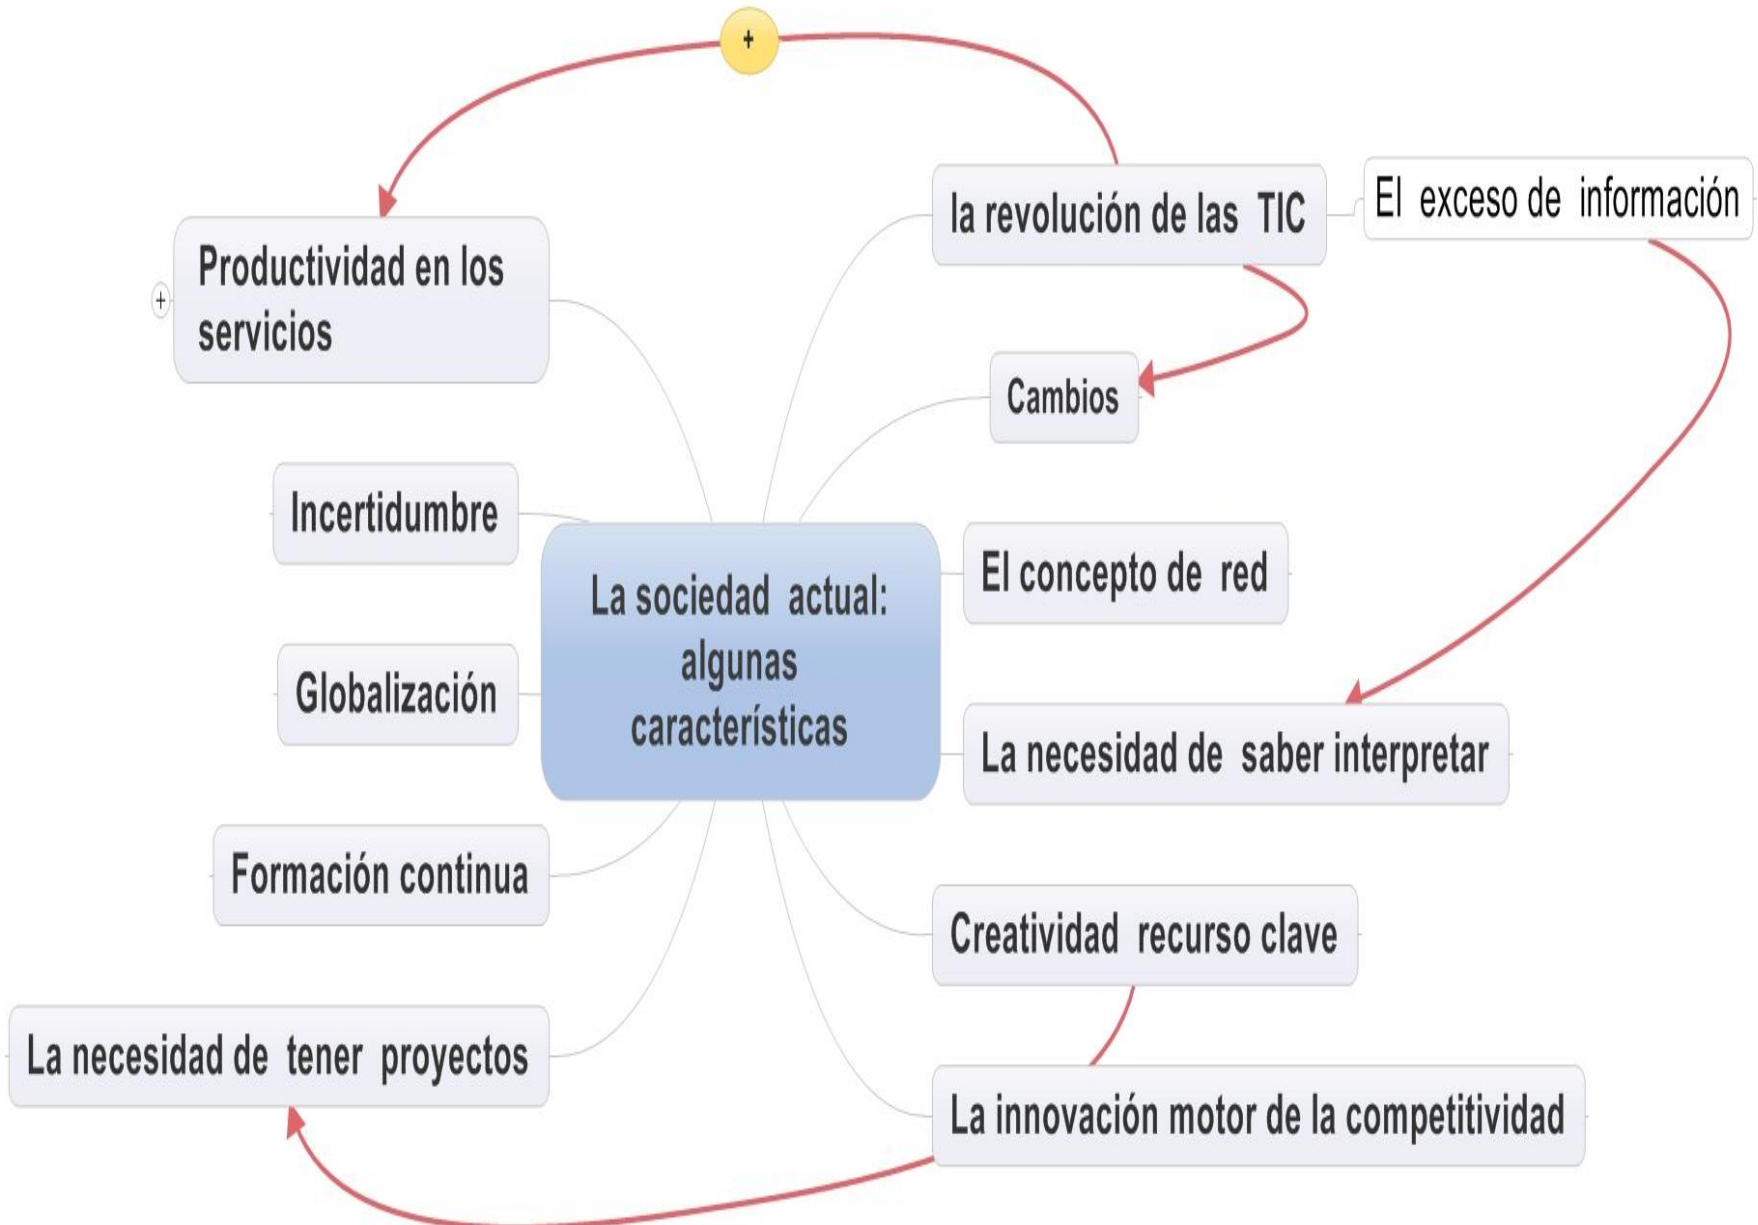 +
la revolución de las TIC
El exceso de información
Productividad en los
servicios
+
Cambios
Incertidumbre
El concepto de red
La sociedad actual:
algunas
características
Globalización
La necesidad de saber interpretar
Formación continua
Creatividad recurso clave
La necesidad de tener proyectos
La innovación motor de la competitividad